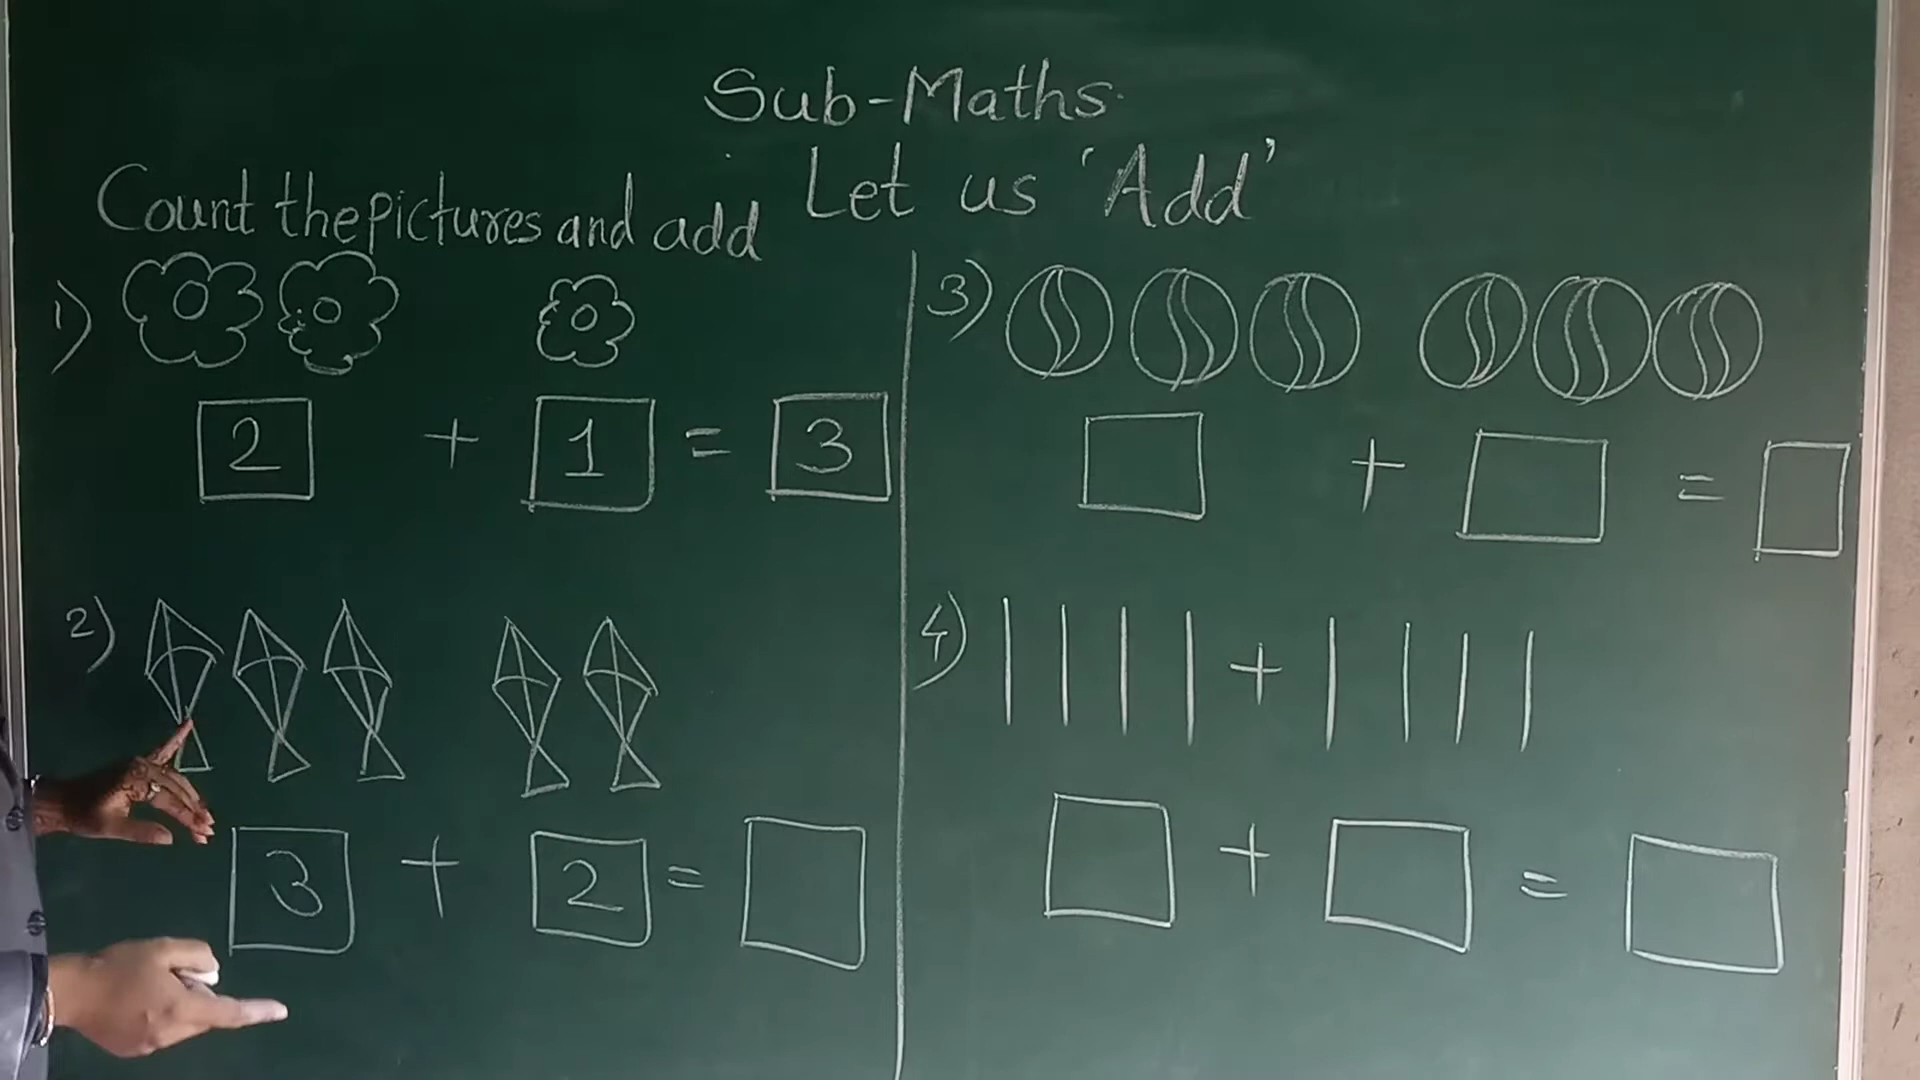 Sub-Maths.
Let us 'Add'
Count the pictures and add
1)
2 + 1 = 3
2)
3 + 2 =
3)
+ =
4)
+
+ =